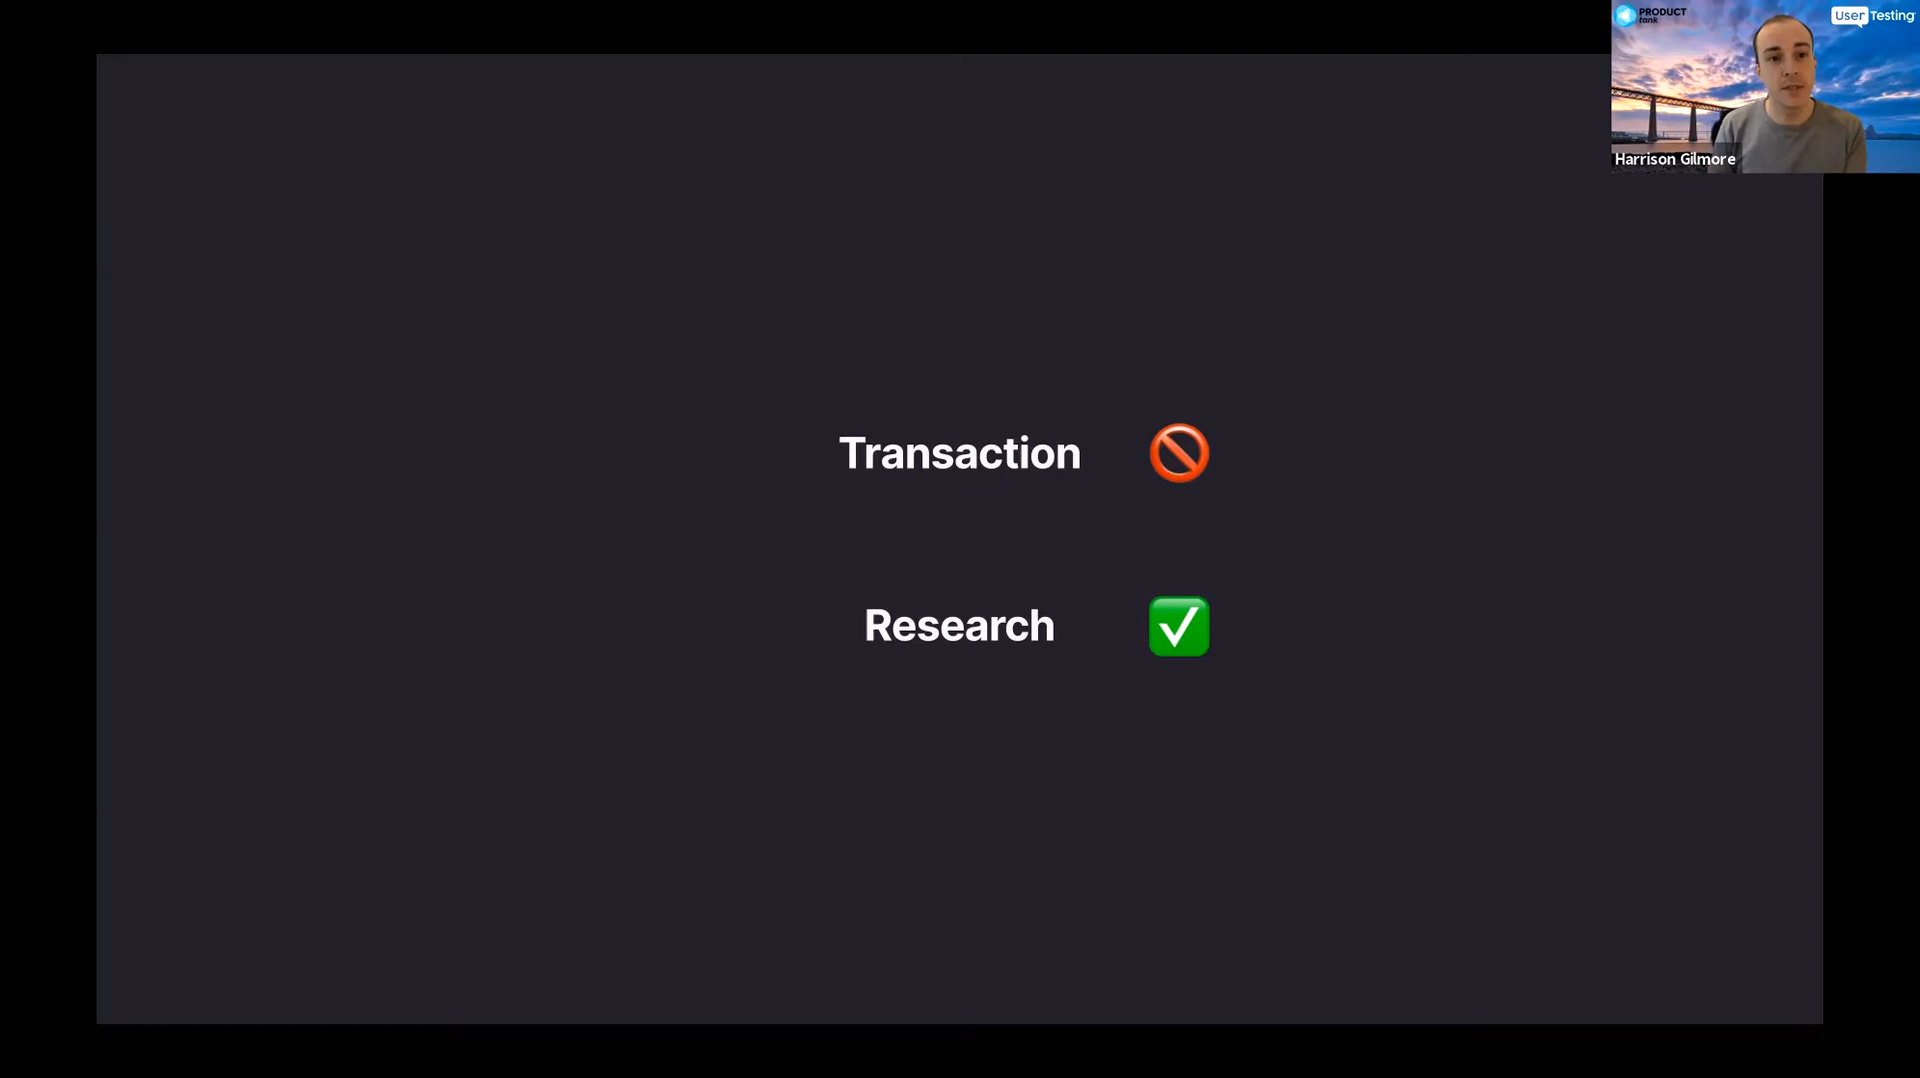 PRODUCT
tank
User Testing
Harrison Gilmore
Transaction
Research